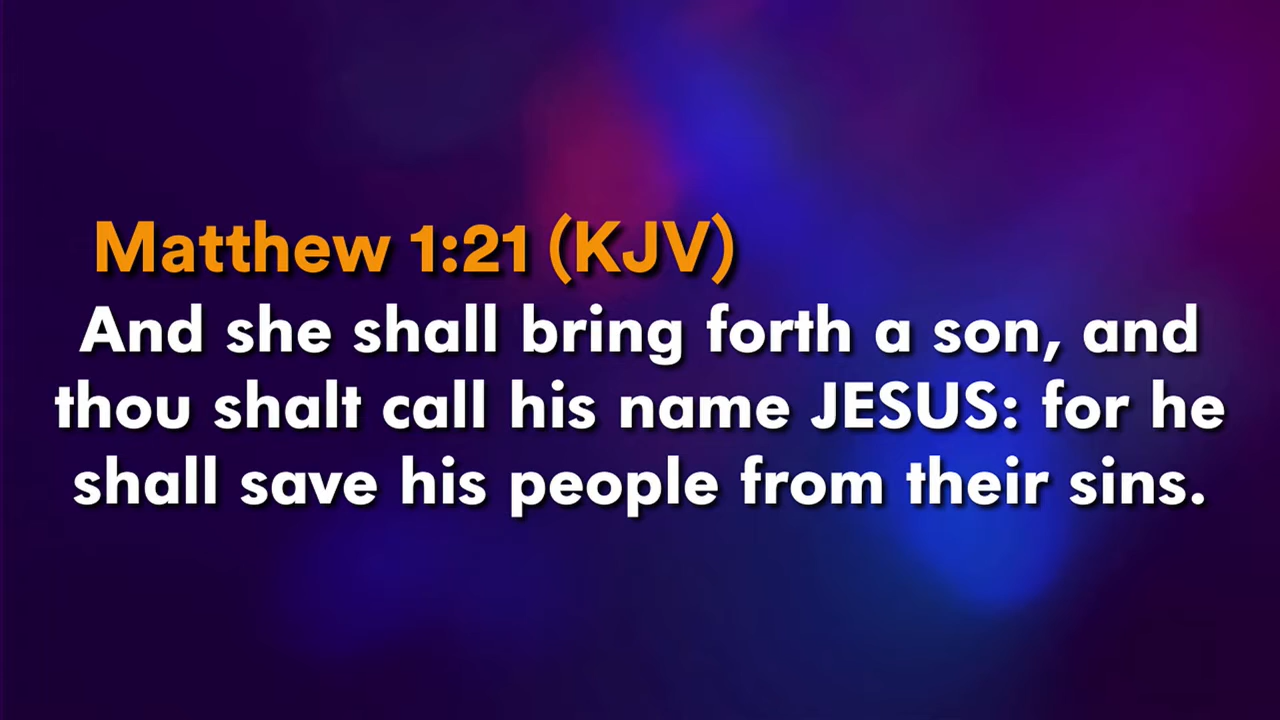 Matthew 1:21 (KJV)
And she shall bring forth a son, and
thou shalt call his name JESUS: for he
shall save his people from their sins.